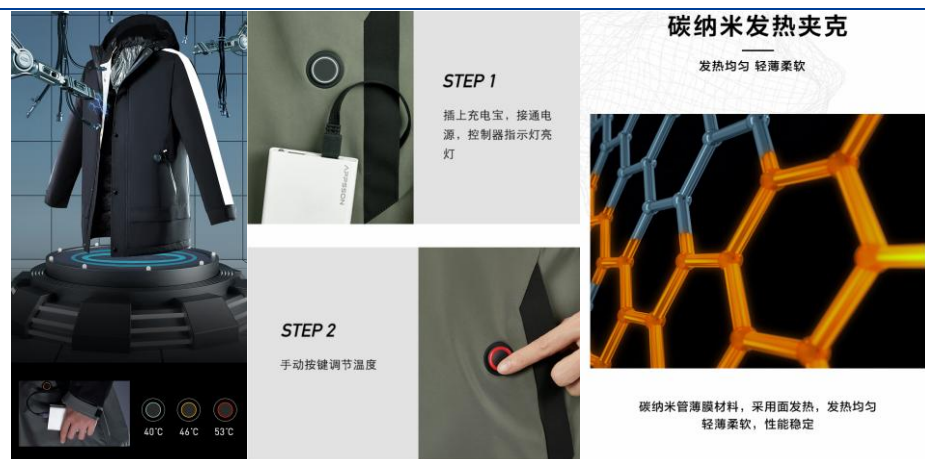 40℃ 46℃ 53℃
APPSSON
STEP 1
插上充电宝，接通电
源，控制器指示灯亮
灯
STEP 2
手动按键调节温度
碳纳米发热夹克
发热均匀 轻薄柔软
碳纳米管薄膜材料，采用面发热，发热均匀
轻薄柔软，性能稳定